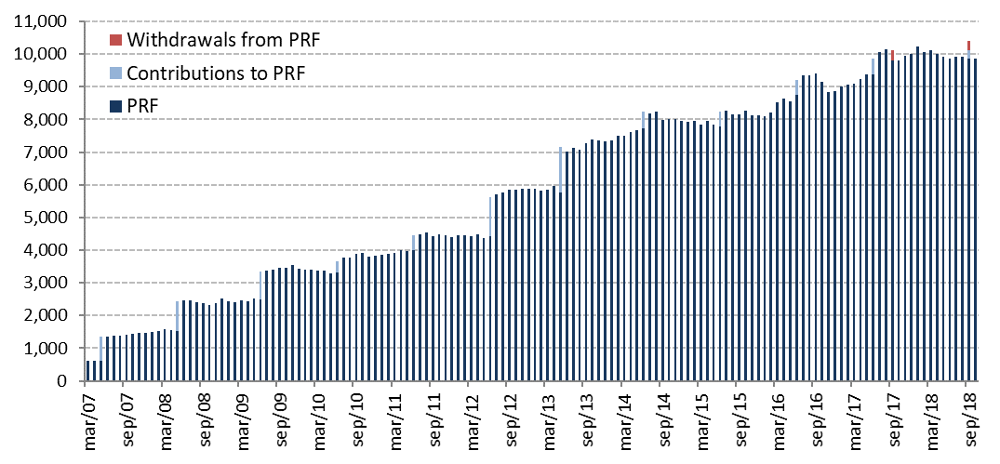 11,000
10,000
9,000
8,000
7,000
6,000
5,000
4,000
3,000
2,000
1,000
0
Withdrawals from PRF
Contributions to PRF
PRF
mar/07
sep/07
mar/08
sep/08
mar/09
sep/09
mar/10
sep/10
mar/11
sep/11
mar/12
sep/12
mar/13
sep/13
mar/14
sep/14
mar/15
sep/15
mar/16
sep/16
mar/17
sep/17
mar/18
sep/18